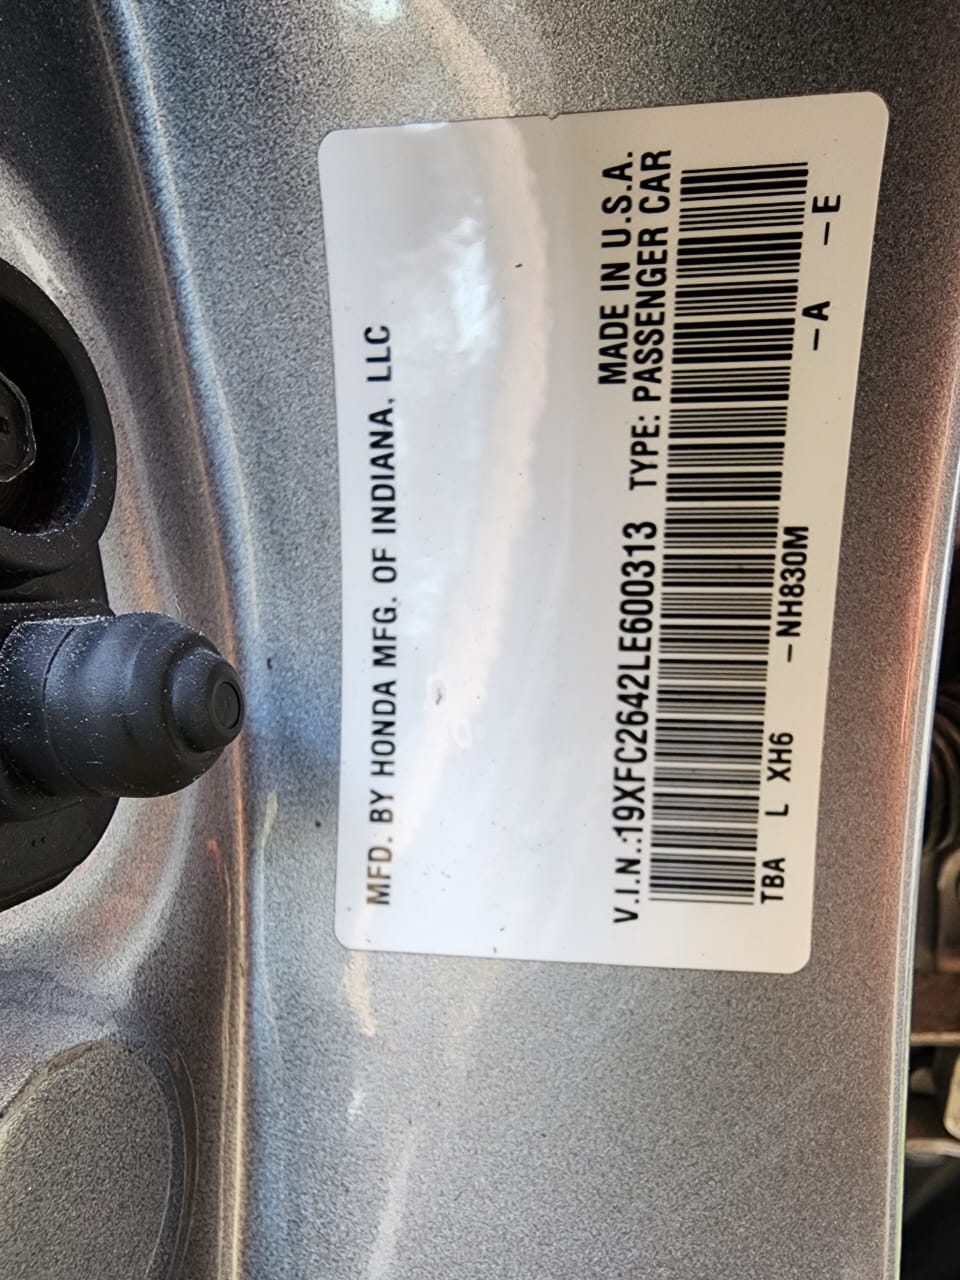 MFD. BY HONDA MFG. OF INDIANA, LLC
MADE IN U.S.A.
V.I.N.:19XFC2642LE600313 TYPE: PASSENGER CAR
TBA L XH6 –NH830M –A –E